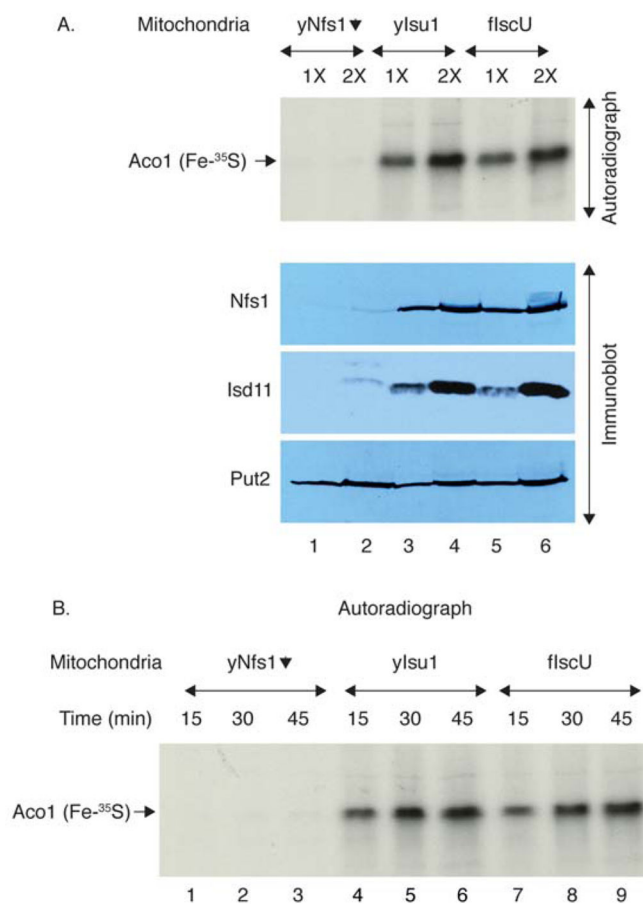 A.
Mitochondria yNfs1▼ yIsu1 fIscU
1X 2X 1X 2X 1X 2X
Aco1 (Fe-³⁵S)
Autoradiograph
Nfs1
Isd11
Put2
Immunoblot
1 2 3 4 5 6
B. Autoradiograph
Mitochondria yNfs1▼ yIsu1 fIscU
Time (min) 15 30 45 15 30 45 15 30 45
Aco1 (Fe-³⁵S)
1 2 3 4 5 6 7 8 9